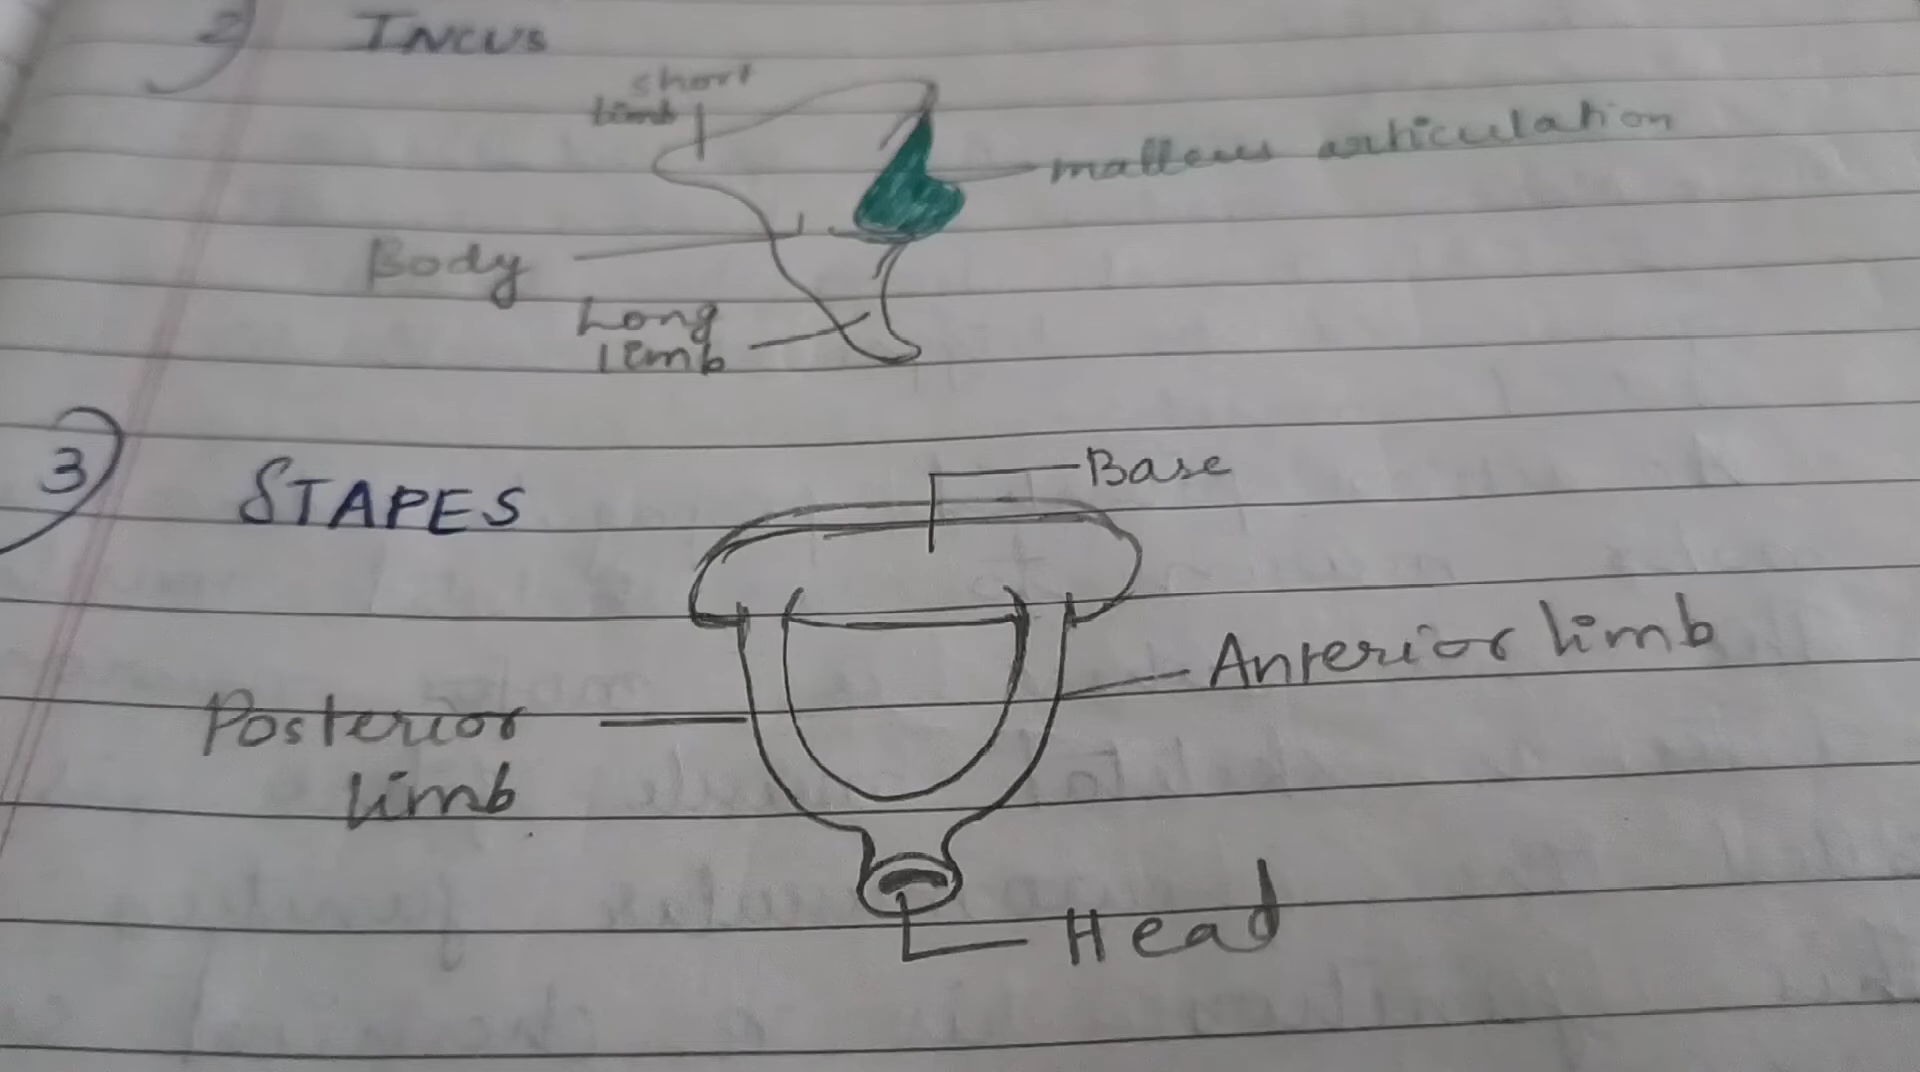 2) INCUS
short
limb
malleus articulation
Body
Long
limb
3) STAPES
Base
Anterior limb
Posterior
limb
Head